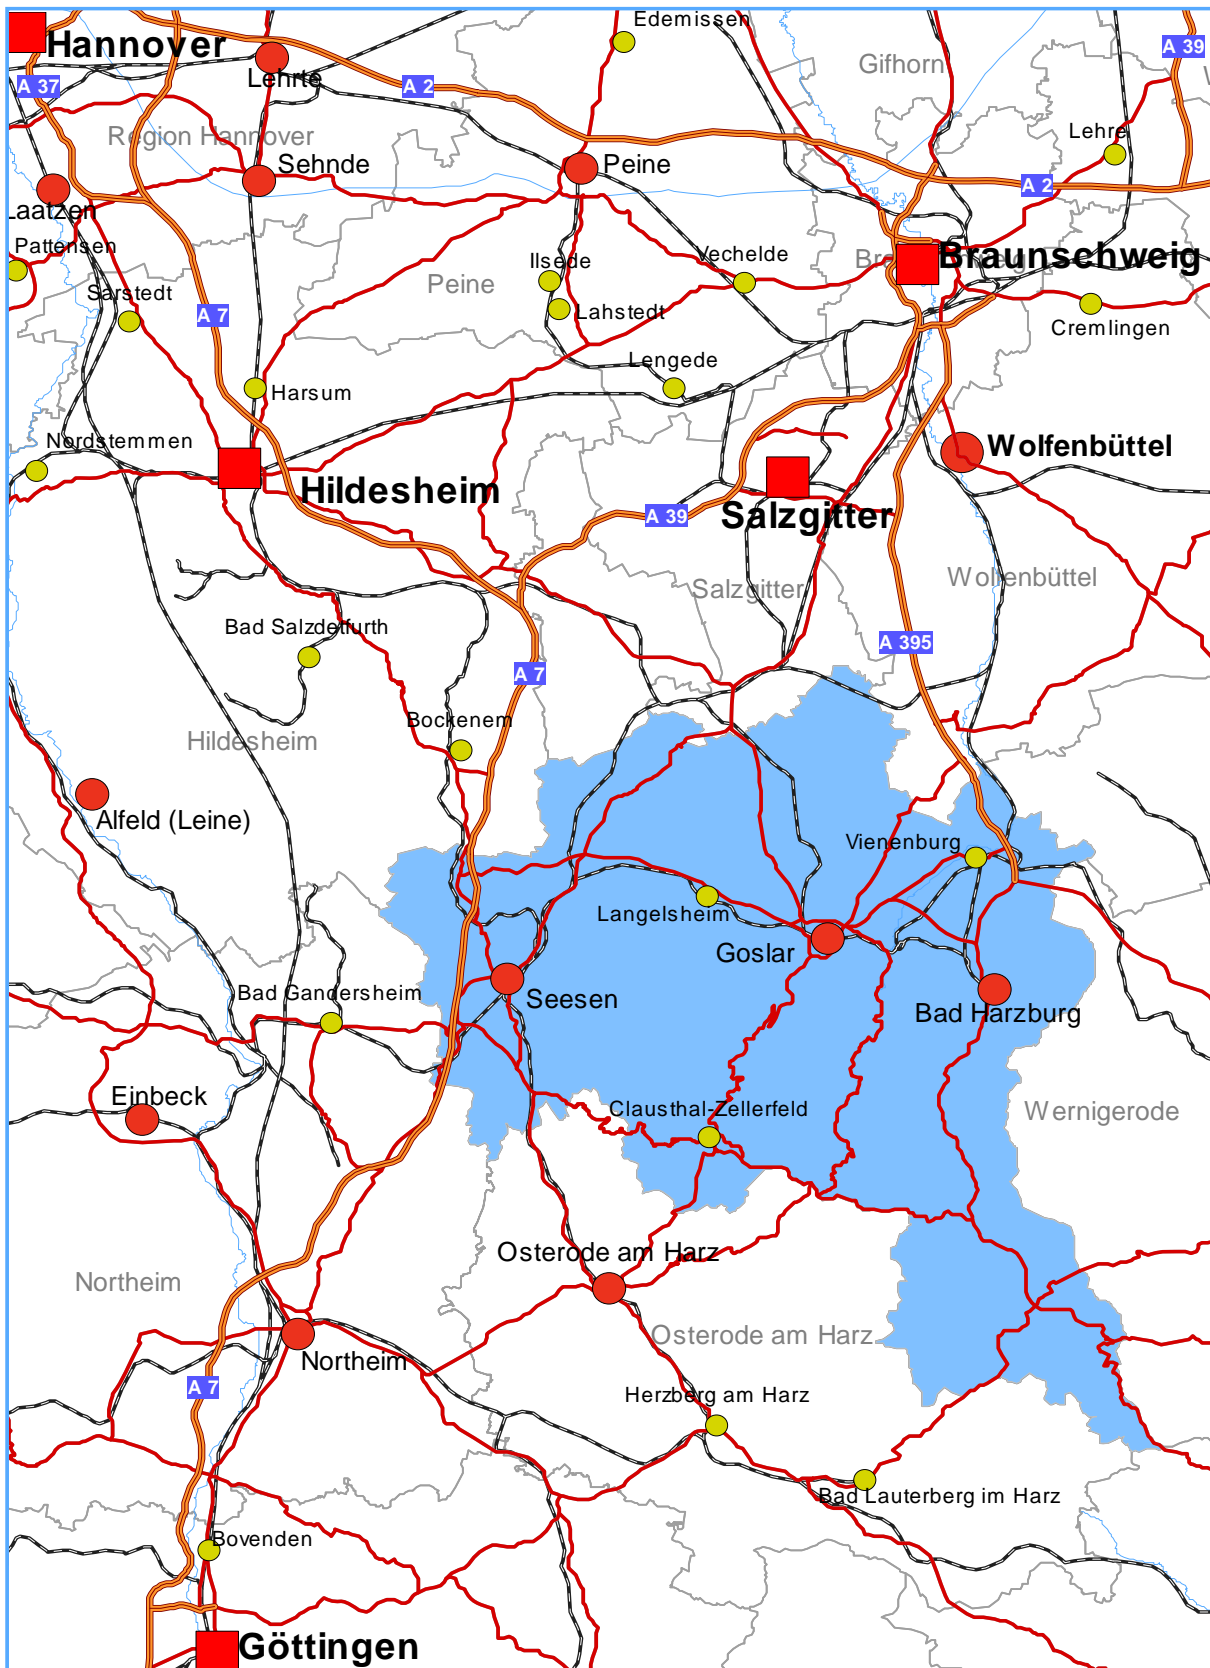 Edemissen
Hannover
A 39
Gifhorn
Lehrte
A 37
A 2
Region Hannover
Lehre
Sehnde
Peine
A 2
Laatzen
Pattensen
Braunschweig
Braunschweig
Ilsede
Vechelde
Peine
Sarstedt
A 7
Lahstedt
Cremlingen
Lengede
Harsum
Nordstemmen
Wolfenbüttel
Hildesheim
A 39
Salzgitter
Salzgitter
Wolfenbüttel
Bad Salzdetfurth
A 395
A 7
Bockenem
Hildesheim
Alfeld (Leine)
Vienenburg
Langelsheim
Goslar
Bad Gandersheim
Seesen
Bad Harzburg
Einbeck
Clausthal-Zellerfeld
Wernigerode
Osterode am Harz
Northeim
Osterode am Harz
Northeim
A 7
Herzberg am Harz
Bad Lauterberg im Harz
Bovenden
Göttingen